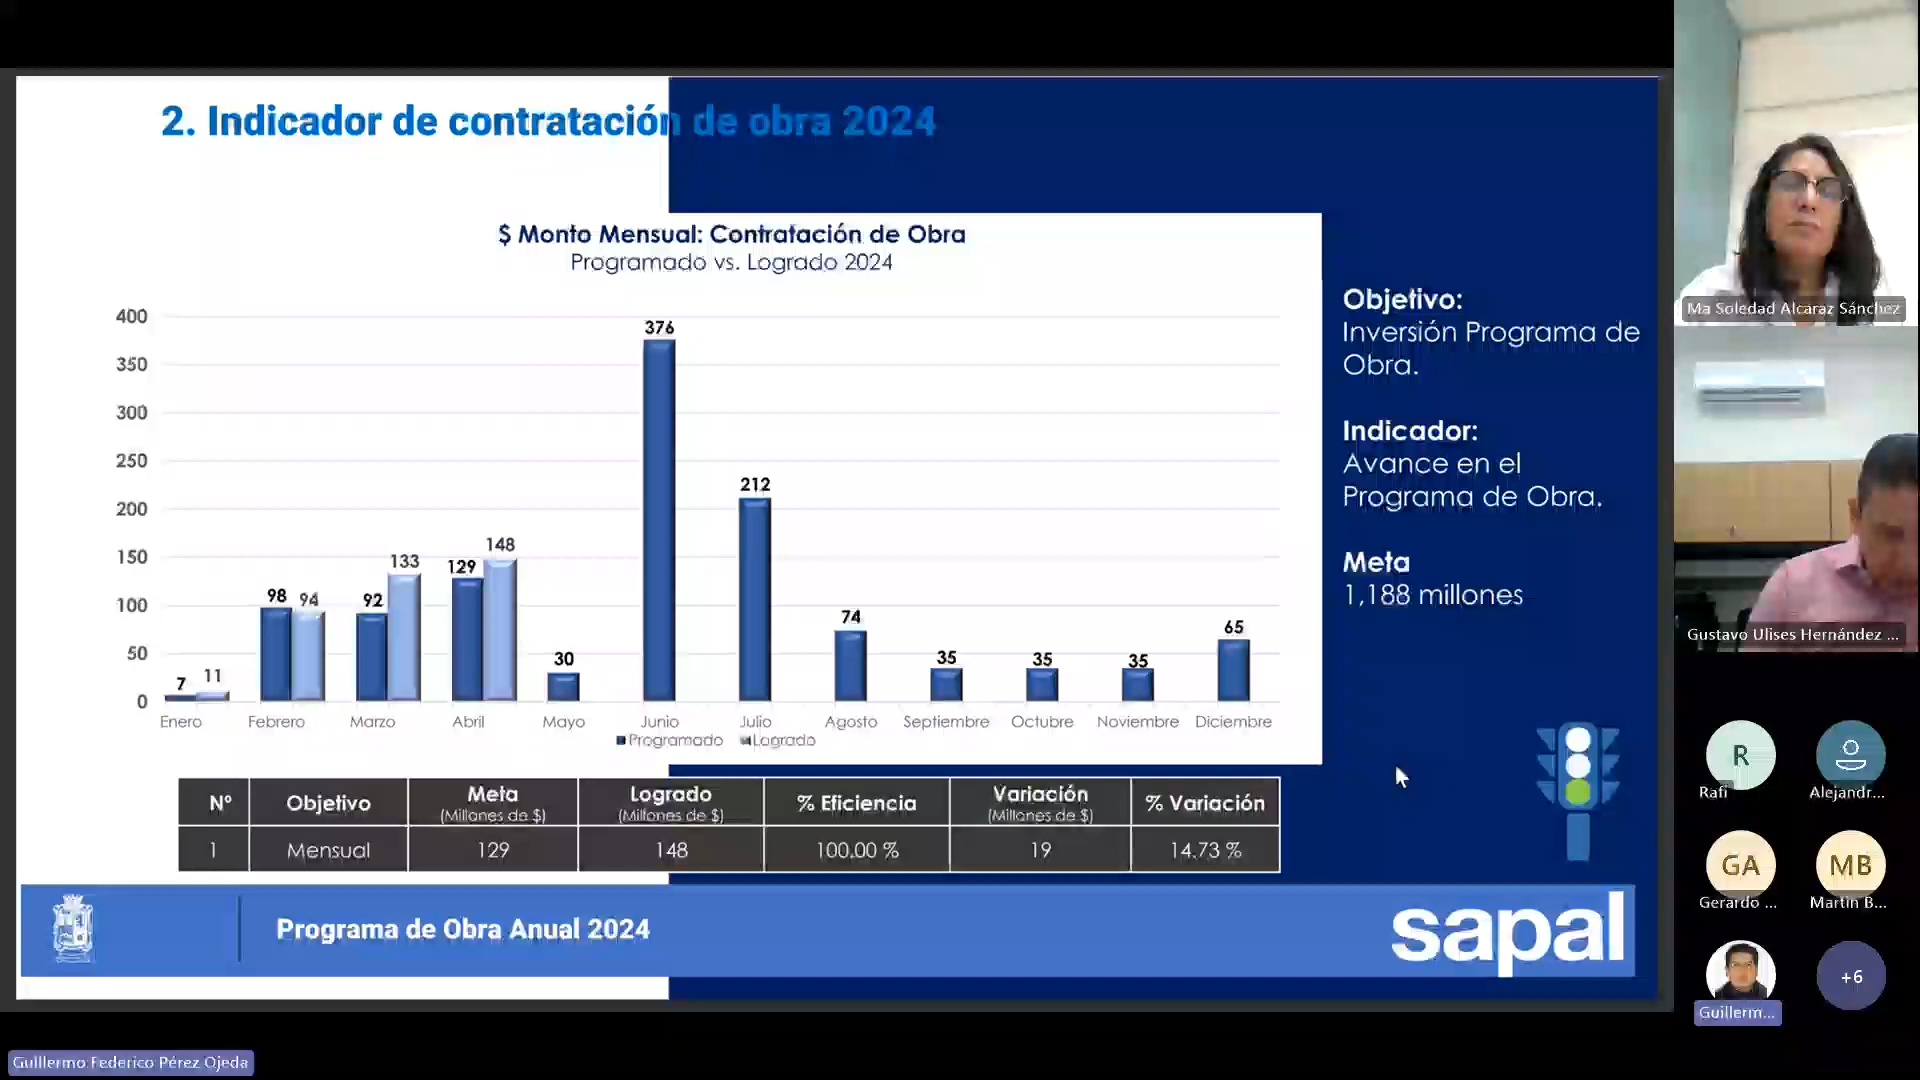 2. Indicador de contratación de obra 2024
$ Monto Mensual: Contratación de Obra
Programado vs. Logrado 2024
400
350
300
250
200
150
100
50
0
7
11
98
94
92
133
129
148
30
376
212
74
35
35
35
65
Enero
Febrero
Marzo
Abril
Mayo
Junio
Julio
Agosto
Septiembre
Octubre
Noviembre
Diciembre
Programado
Logrado
Objetivo:
Inversión Programa de
Obra.
Indicador:
Avance en el
Programa de Obra.
Meta
1,188 millones
N° Objetivo Meta (Millones de $) Logrado (Millones de $) % Eficiencia Variación (Millones de $) % Variación
1 Mensual 129 148 100.00 % 19 14.73 %
Programa de Obra Anual 2024
sapal
Ma Soledad Alcaraz Sánchez
Gustavo Ulises Hernández ...
R
Rafi
Alejandr...
GA
Gerardo ...
MB
Martin B...
Guillerm...
+6
Guillermo Federico Pérez Ojeda